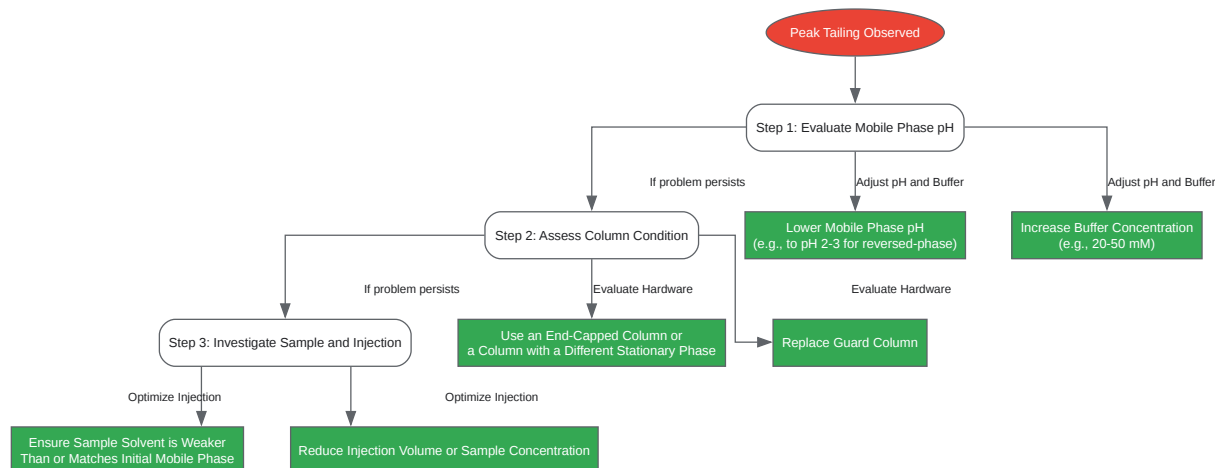 Peak Tailing Observed
Step 1: Evaluate Mobile Phase pH
If problem persists
Adjust pH and Buffer
Adjust pH and Buffer
Step 2: Assess Column Condition
Lower Mobile Phase pH
(e.g., to pH 2-3 for reversed-phase)
Increase Buffer Concentration
(e.g., 20-50 mM)
If problem persists
Evaluate Hardware
Evaluate Hardware
Step 3: Investigate Sample and Injection
Use an End-Capped Column or
a Column with a Different Stationary Phase
Replace Guard Column
Optimize Injection
Optimize Injection
Ensure Sample Solvent is Weaker
Than or Matches Initial Mobile Phase
Reduce Injection Volume or Sample Concentration